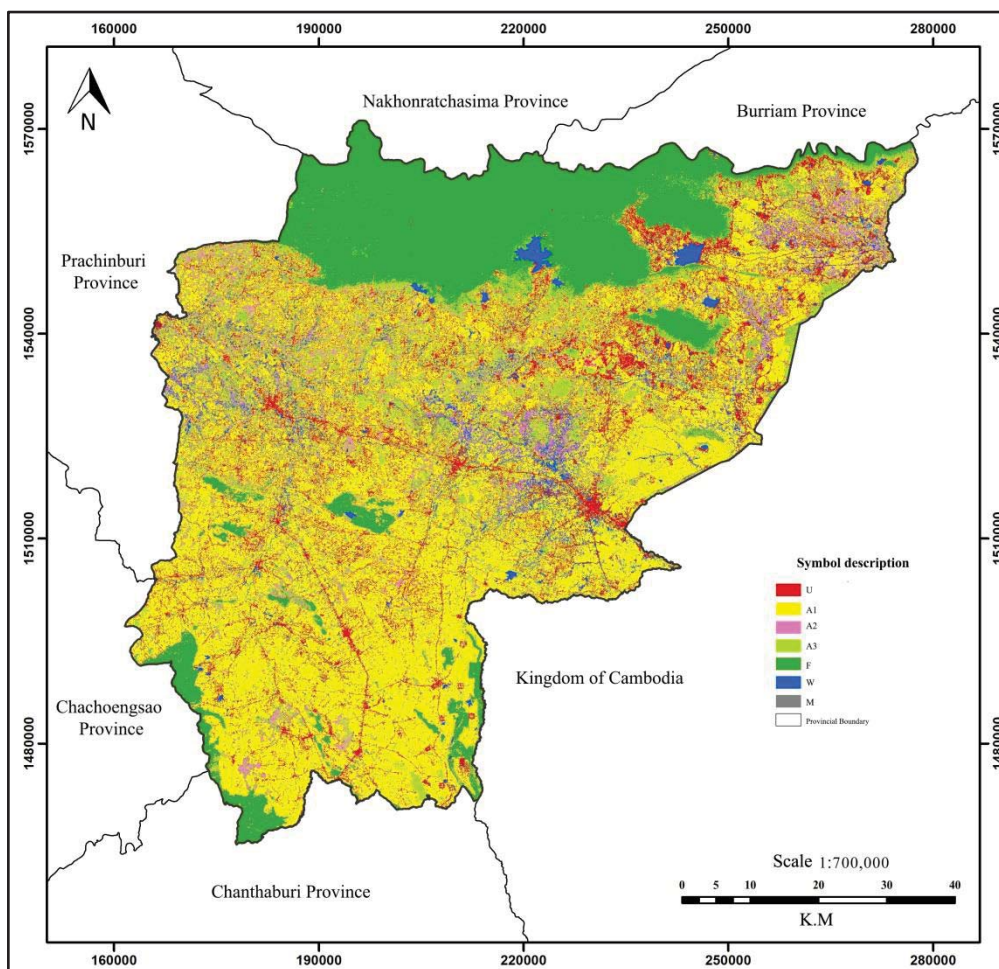 160000 190000 220000 250000 280000
1570000
1570000
N
Nakhonratchasima Province
Burriam Province
Prachinburi
Province
1540000
1540000
1510000
1510000
Symbol description
U
A1
A2
A3
F
W
M
Provincial Boundary
Kingdom of Cambodia
Chachoengsao
Province
1480000
1480000
Chanthaburi Province
Scale 1:700,000
0 5 10 20 30 40
K.M
160000 190000 220000 250000 280000